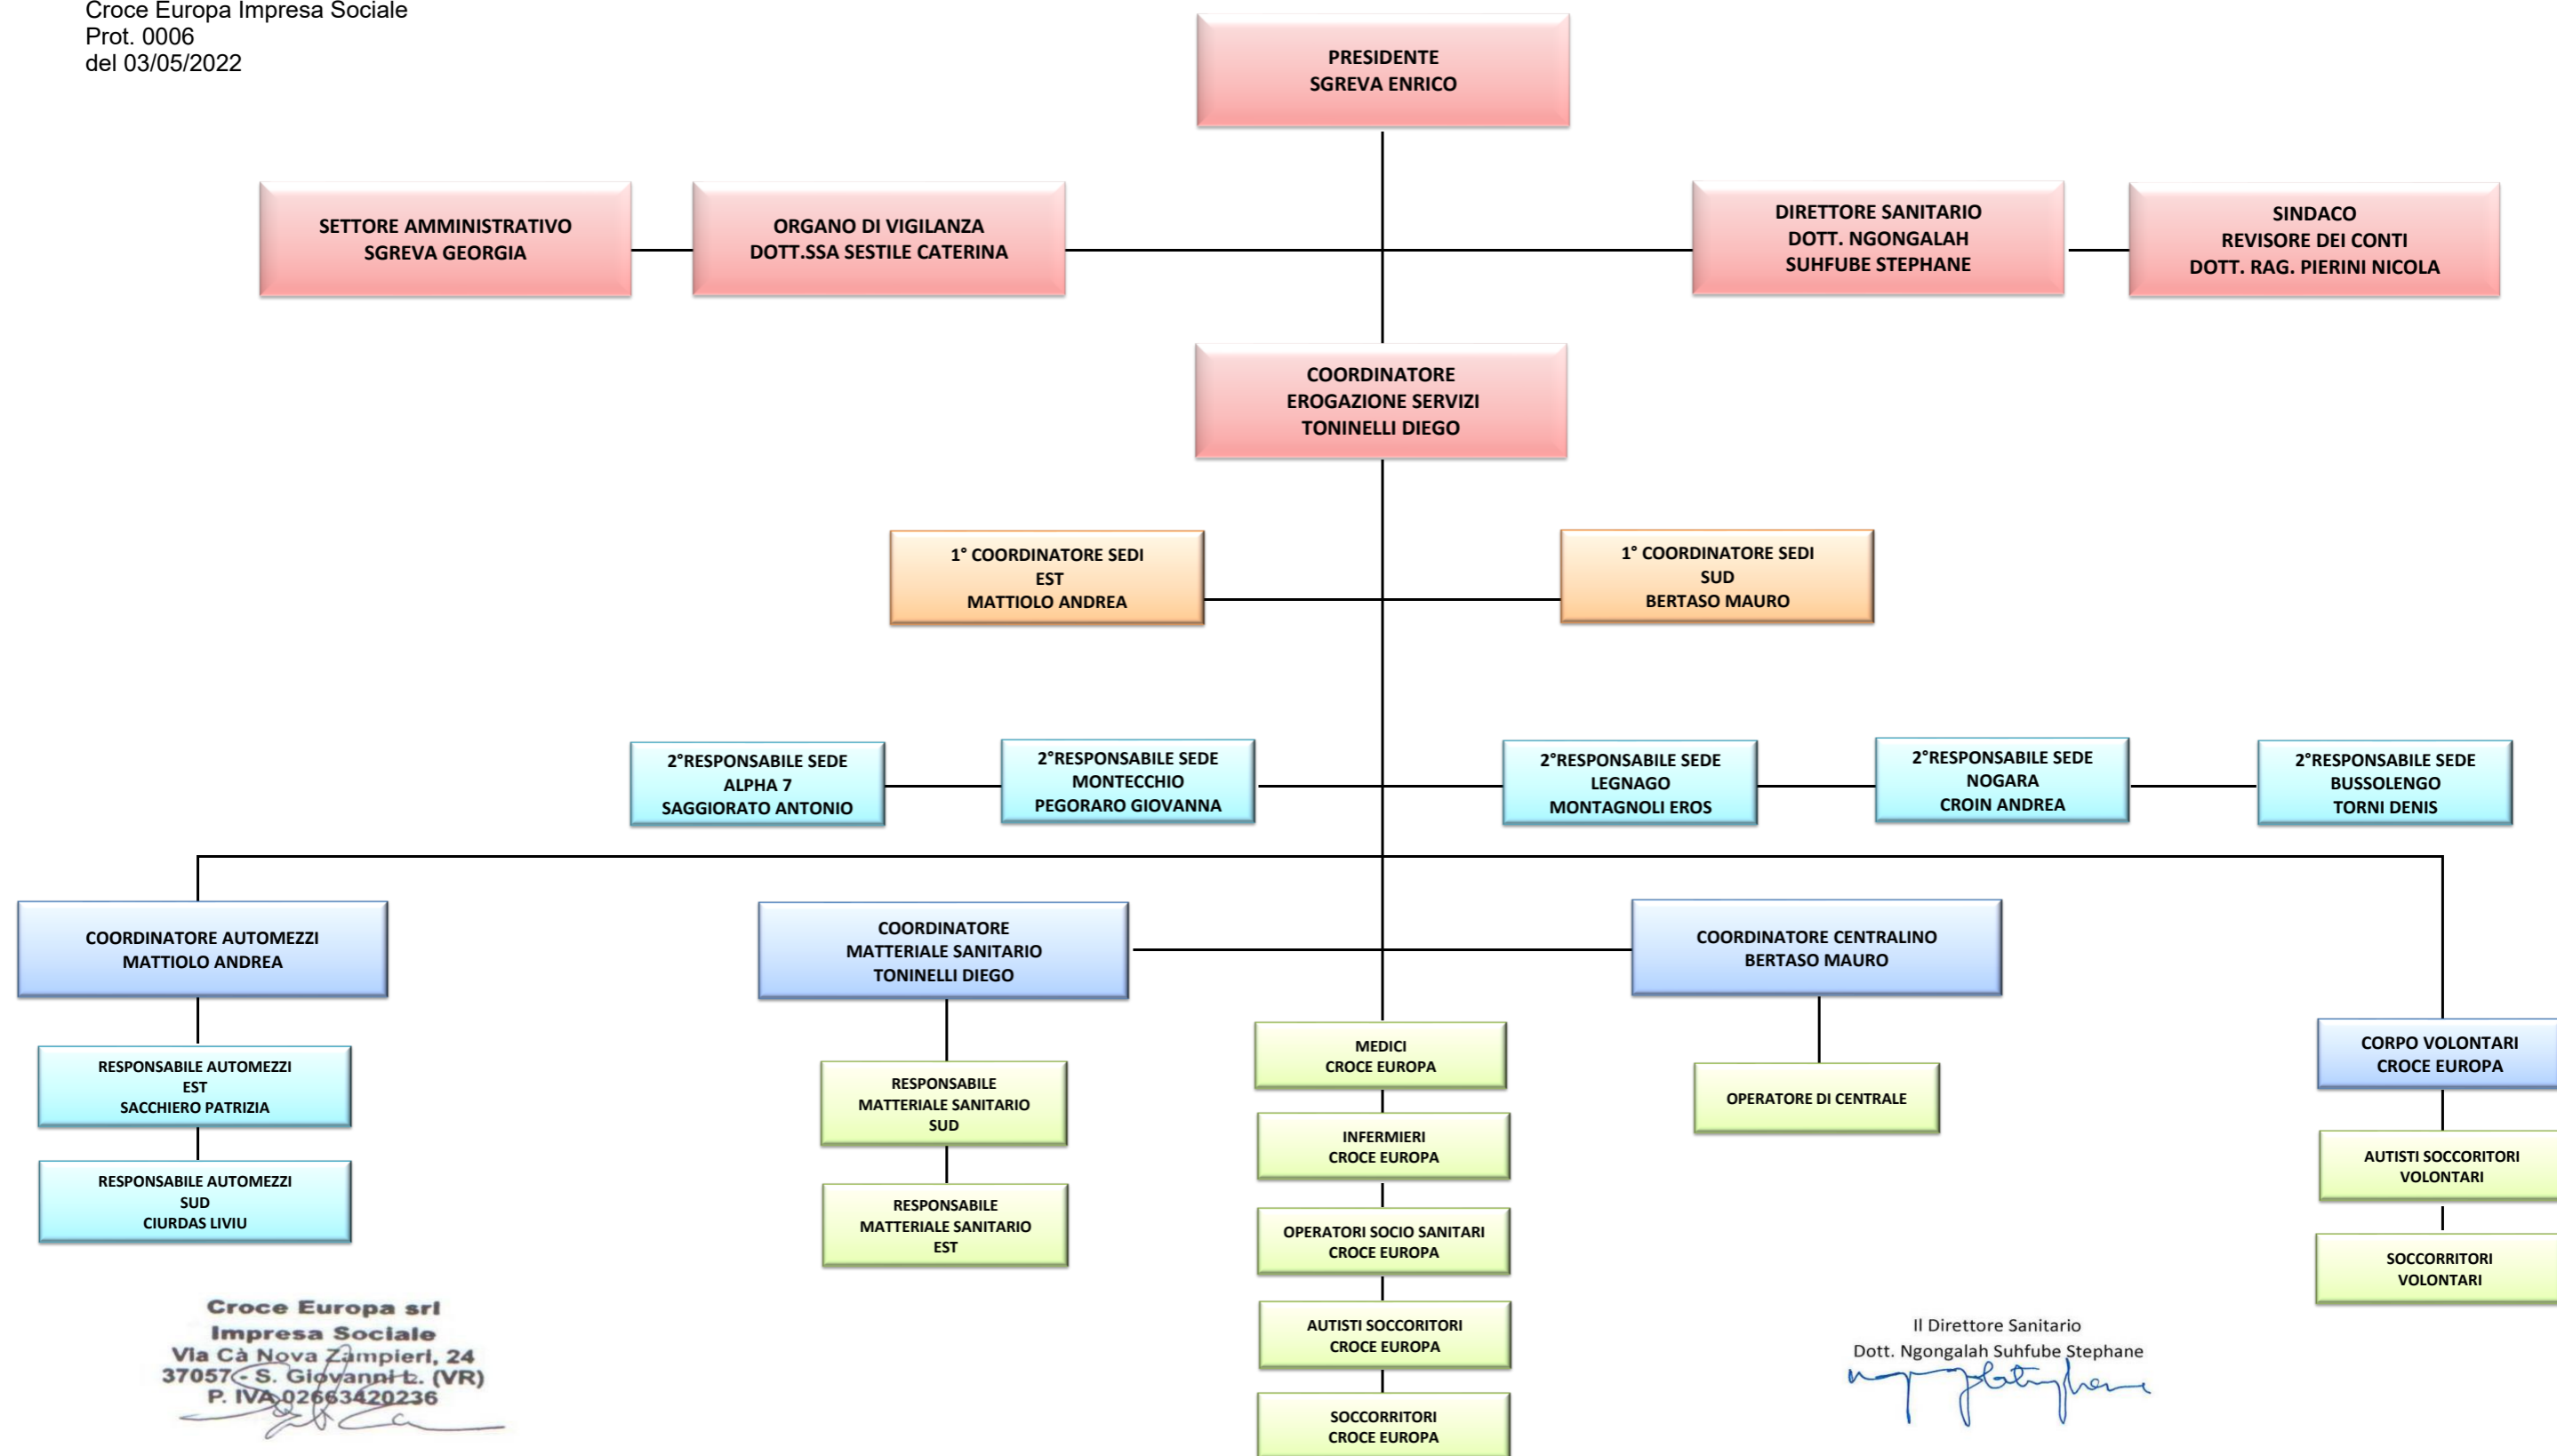 Croce Europa Impresa Sociale
Prot. 0006
del 03/05/2022
PRESIDENTE
SGREVA ENRICO
SETTORE AMMINISTRATIVO
SGREVA GEORGIA
ORGANO DI VIGILANZA
DOTT.SSA SESTILE CATERINA
DIRETTORE SANITARIO
DOTT. NGONGALAH
SUHFUBE STEPHANE
SINDACO
REVISORE DEI CONTI
DOTT. RAG. PIERINI NICOLA
COORDINATORE
EROGAZIONE SERVIZI
TONINELLI DIEGO
1° COORDINATORE SEDI
EST
MATTIOLO ANDREA
1° COORDINATORE SEDI
SUD
BERTASO MAURO
2°RESPONSABILE SEDE
ALPHA 7
SAGGIORATO ANTONIO
2°RESPONSABILE SEDE
MONTECCHIO
PEGORARO GIOVANNA
2°RESPONSABILE SEDE
LEGNAGO
MONTAGNOLI EROS
2°RESPONSABILE SEDE
NOGARA
CROIN ANDREA
2°RESPONSABILE SEDE
BUSSOLENGO
TORNI DENIS
COORDINATORE AUTOMEZZI
MATTIOLO ANDREA
COORDINATORE
MATTERIALE SANITARIO
TONINELLI DIEGO
COORDINATORE CENTRALINO
BERTASO MAURO
CORPO VOLONTARI
CROCE EUROPA
RESPONSABILE AUTOMEZZI
EST
SACCHIERO PATRIZIA
RESPONSABILE AUTOMEZZI
SUD
CIURDAS LIVIU
RESPONSABILE
MATTERIALE SANITARIO
SUD
RESPONSABILE
MATTERIALE SANITARIO
EST
MEDICI
CROCE EUROPA
INFERMIERI
CROCE EUROPA
OPERATORI SOCIO SANITARI
CROCE EUROPA
AUTISTI SOCCORITORI
CROCE EUROPA
SOCCORRITORI
CROCE EUROPA
OPERATORE DI CENTRALE
AUTISTI SOCCORITORI
VOLONTARI
SOCCORRITORI
VOLONTARI
Croce Europa srl
Impresa Sociale
Via Cà Nova Zampieri, 24
37057 - S. Giovanni L. (VR)
P. IVA 02663420236
Il Direttore Sanitario
Dott. Ngongalah Suhfube Stephane